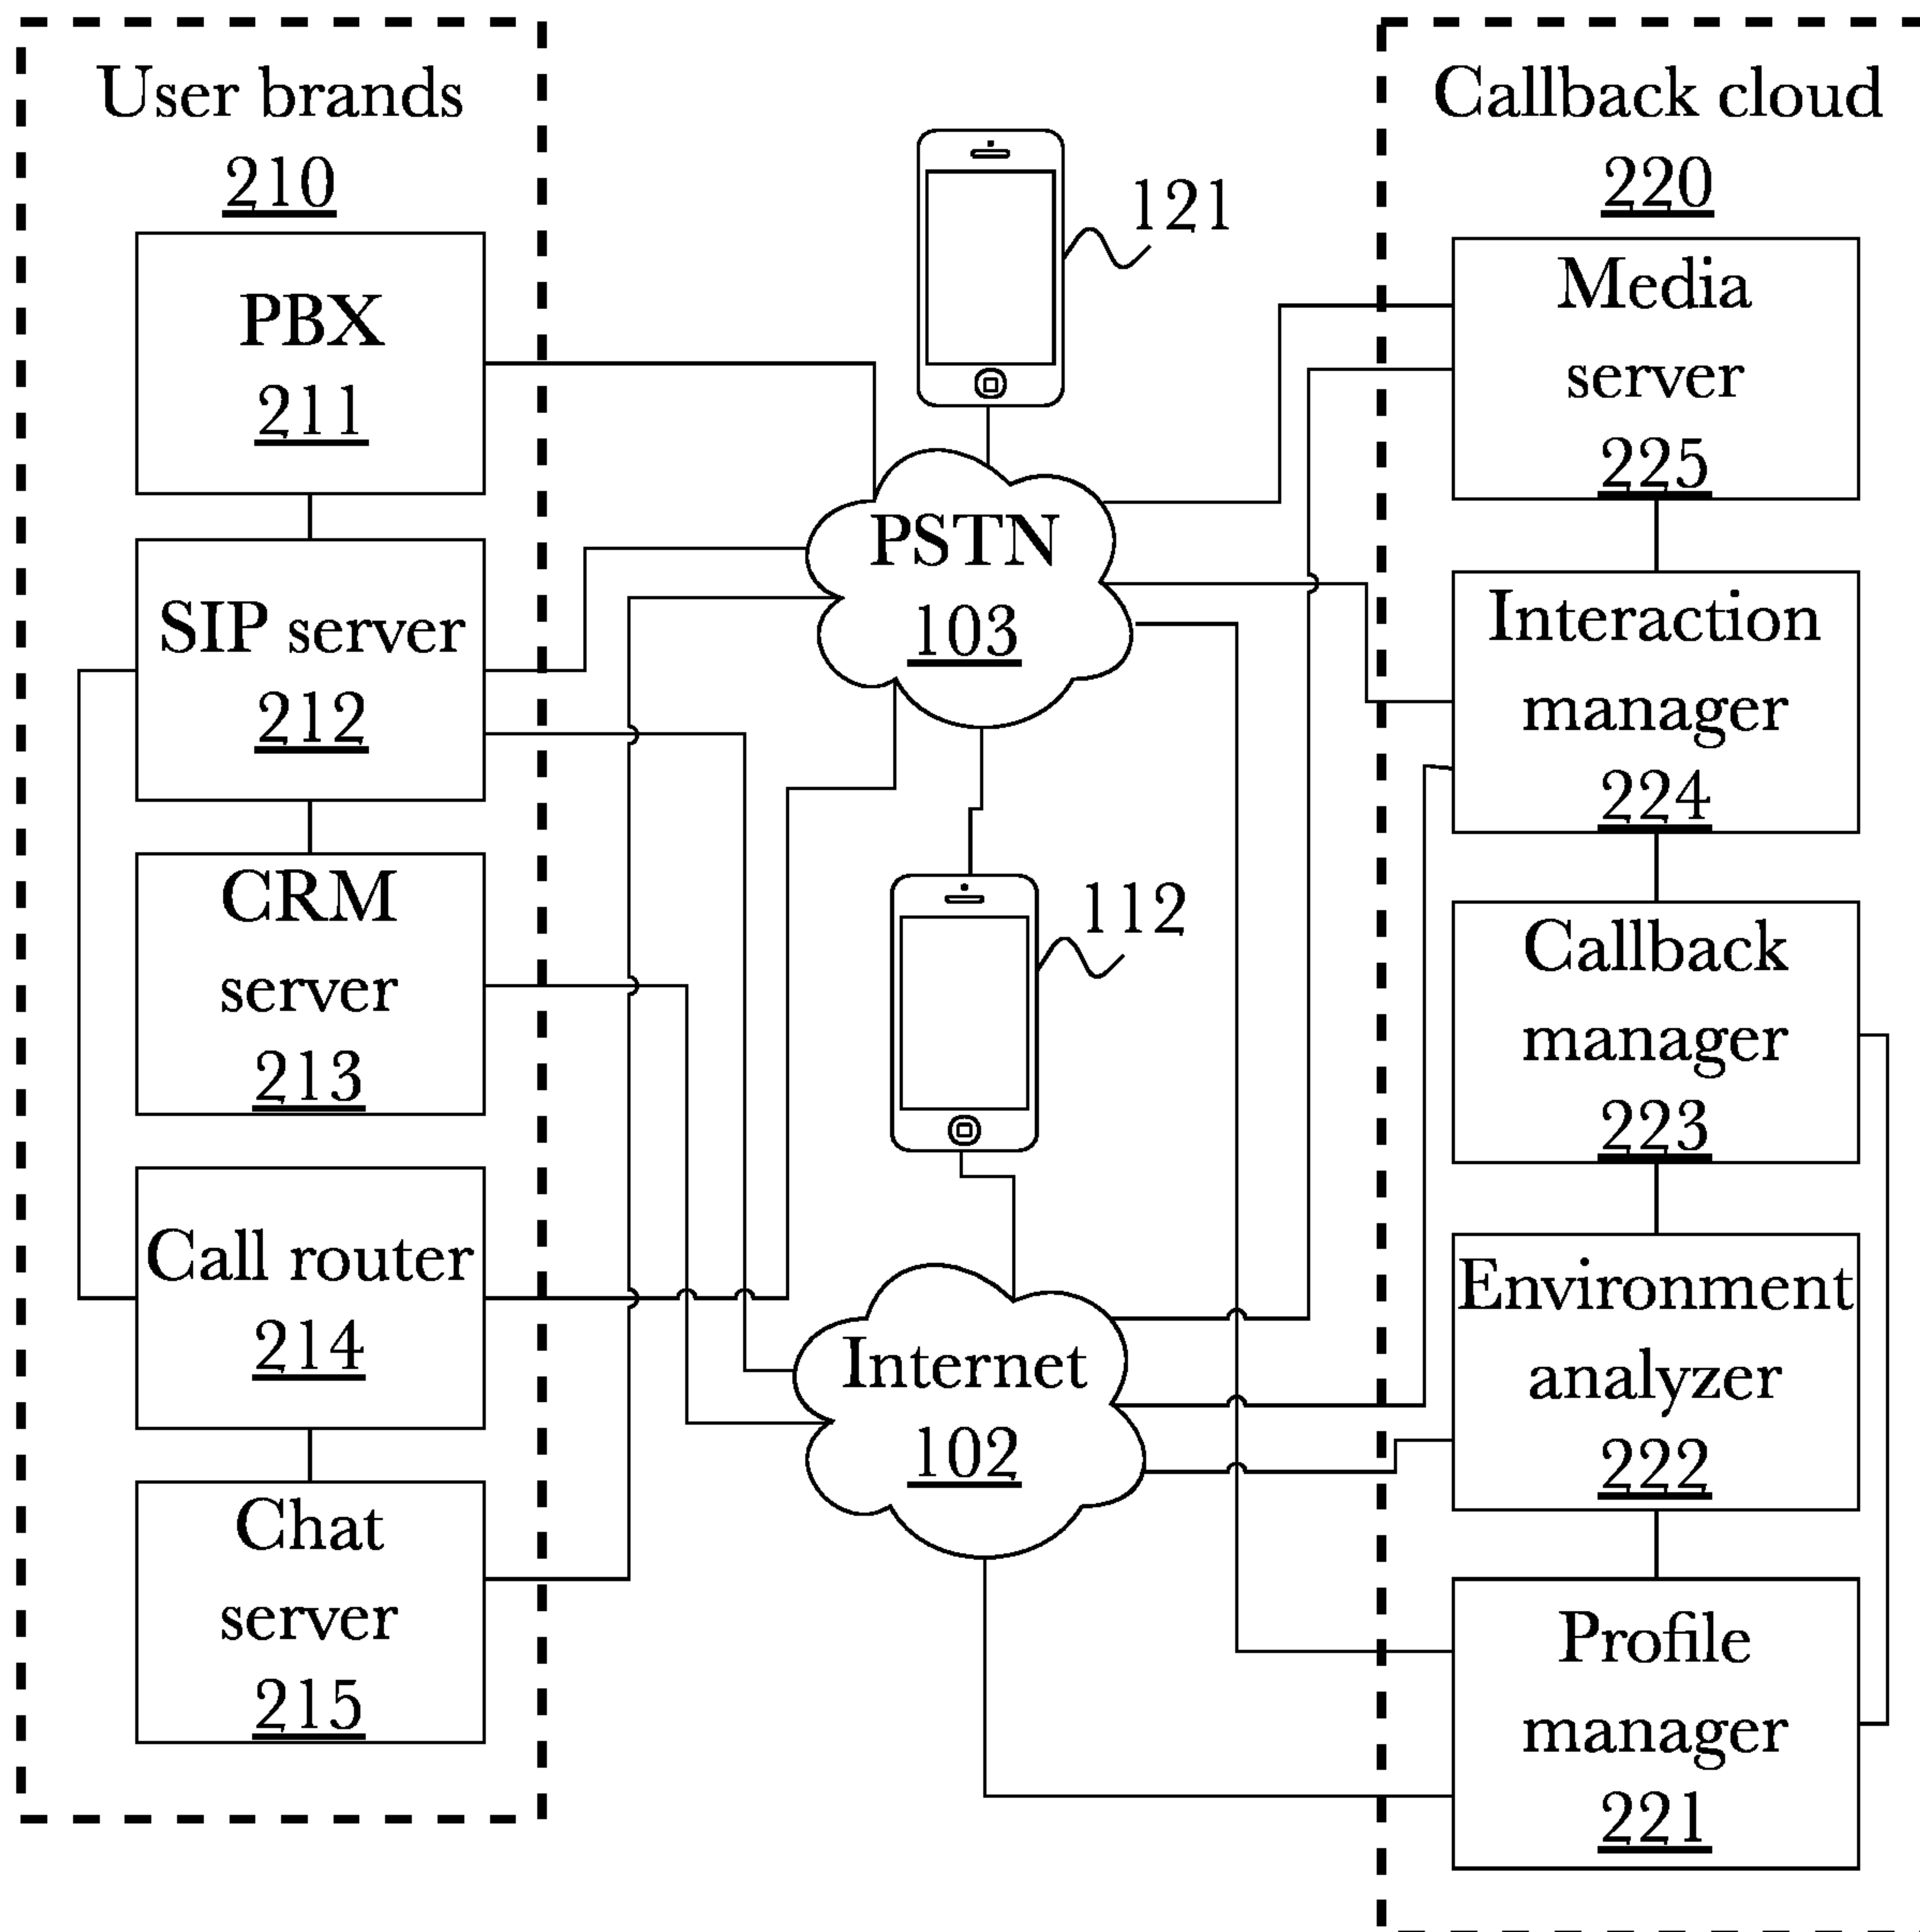 User brands
210
PBX
211
SIP server
212
CRM
server
213
Call router
214
Chat
server
215
121
PSTN
103
112
Internet
102
Callback cloud
220
Media
server
225
Interaction
manager
224
Callback
manager
223
Environment
analyzer
222
Profile
manager
221